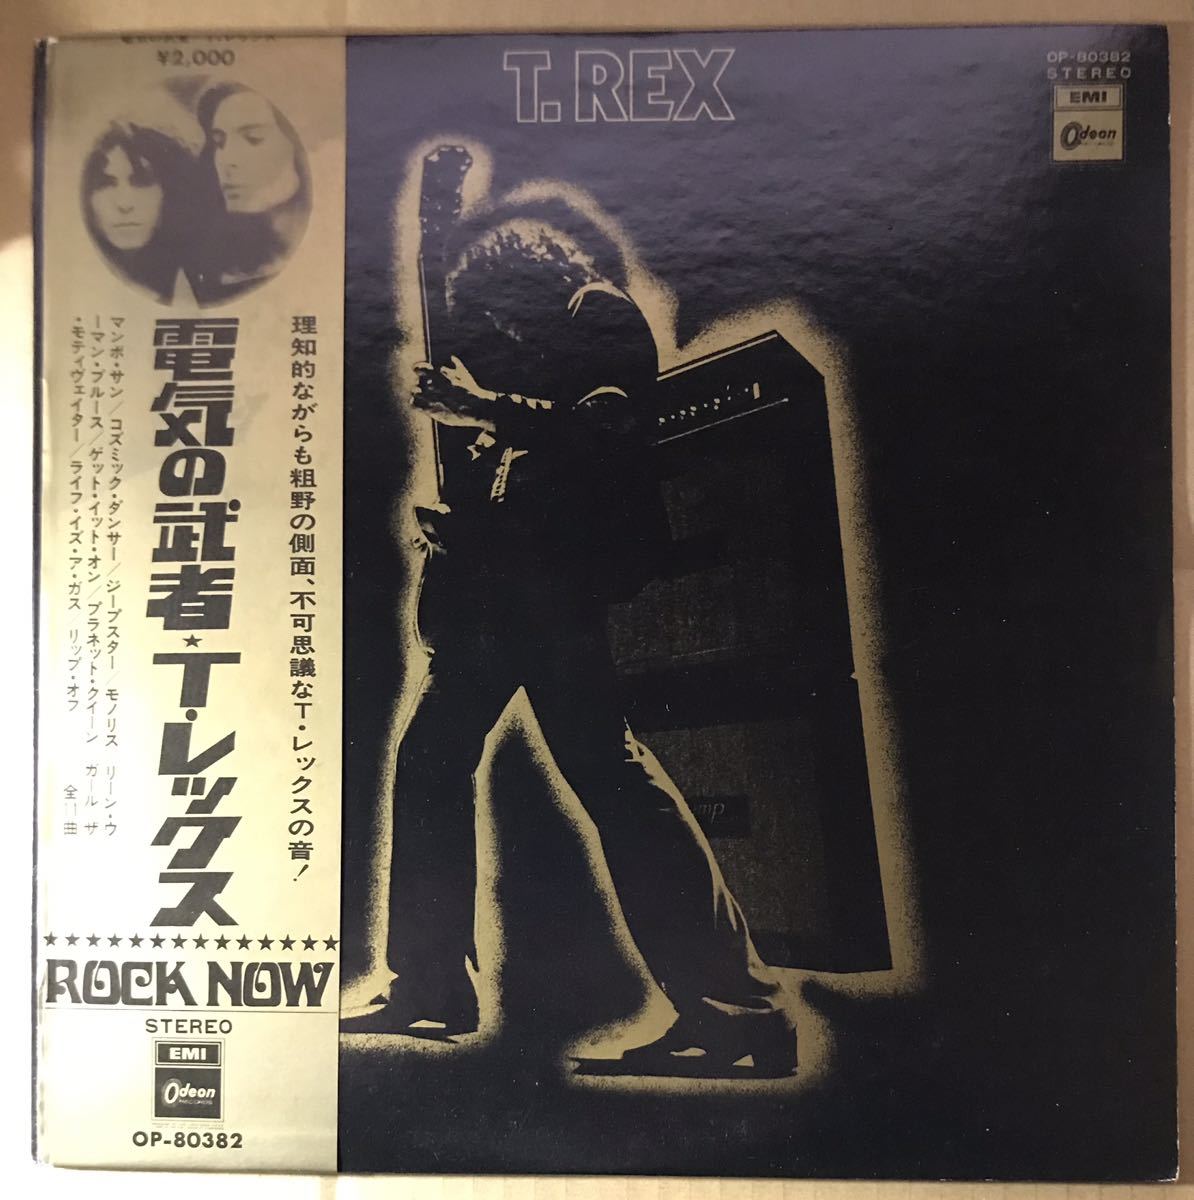 ¥2,000
理知的ながらも粗野の側面、不可思議なT・レックスの音!
電気の武者★T・レックス
マンボ・サン/コズミック・ダンサー/ジープスター/モノリス リーン・ウ
ーマン・ブルース/ゲット・イット・オン/プラネット・クイーン ガール ザ
・モティヴェイター/ライフ・イズ・ア・ガス/リップ・オフ 全11曲
★★★★★★★★★★★★★★
ROCK NOW
STEREO
EMI
Odeon
RECORDS
OP-80382
T. REX
OP-80382
STEREO
EMI
Odeon
RECORDS